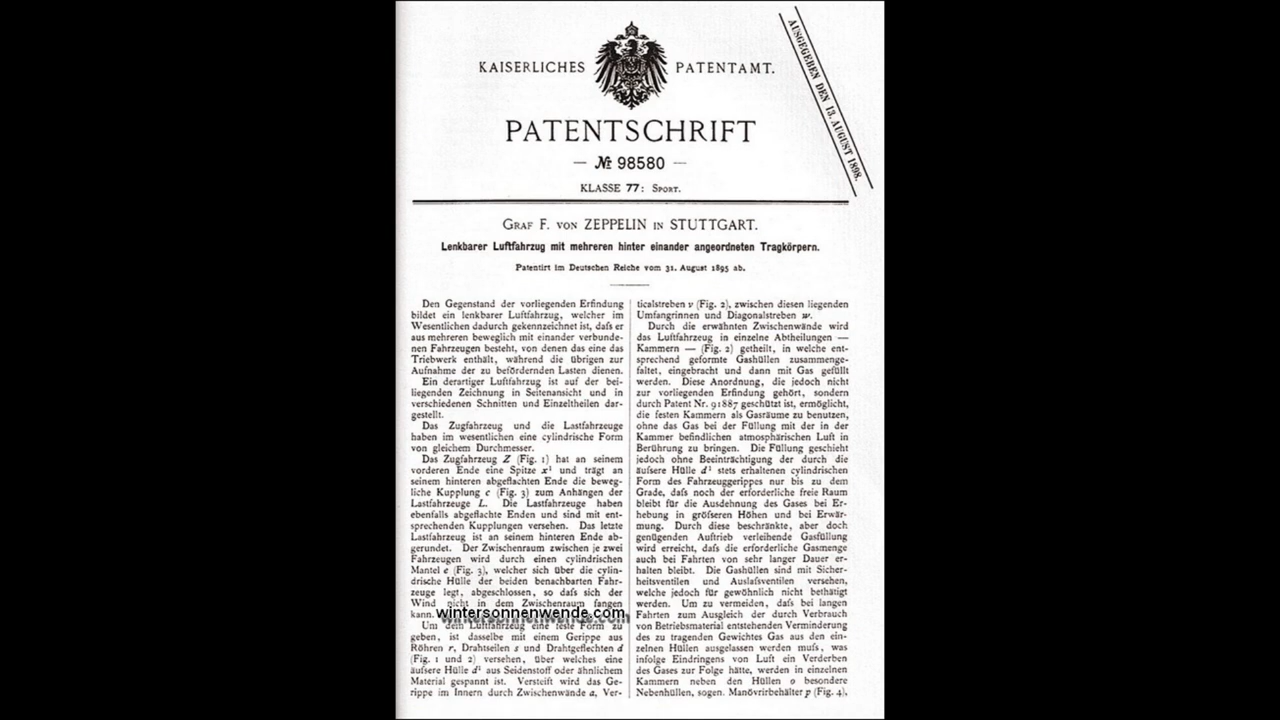 KAISERLICHES PATENTAMT.
AUSGEGEBEN DEN 13. AUGUST 1898.
PATENTSCHRIFT
— № 98580 —
KLASSE 77: SPORT.
GRAF F. VON ZEPPELIN IN STUTTGART.
Lenkbarer Luftfahrzug mit mehreren hinter einander angeordneten Tragkörpern.
Patentirt im Deutschen Reiche vom 31. August 1895 ab.
Den Gegenstand der vorliegenden Erfindung
bildet ein lenkbarer Luftfahrzug, welcher im
Wesentlichen dadurch gekennzeichnet ist, daſs er
aus mehreren beweglich mit einander verbunde-
nen Fahrzeugen besteht, von denen das eine das
Triebwerk enthält, während die übrigen zur
Aufnahme der zu befördernden Lasten dienen.
Ein derartiger Luftfahrzug ist auf der bei-
liegenden Zeichnung in Seitenansicht und in
verschiedenen Schnitten und Einzeltheilen dar-
gestellt.
Das Zugfahrzeug und die Lastfahrzeuge
haben im wesentlichen eine cylindrische Form
von gleichem Durchmesser.
Das Zugfahrzeug Z (Fig. 1) hat an seinem
vorderen Ende eine Spitze x¹ und trägt an
seinem hinteren abgeflachten Ende die beweg-
liche Kupplung c (Fig. 3) zum Anhängen der
Lastfahrzeuge L. Die Lastfahrzeuge haben
ebenfalls abgeflachte Enden und sind mit ent-
sprechenden Kupplungen versehen. Das letzte
Lastfahrzeug ist an seinem hinteren Ende ab-
gerundet. Der Zwischenraum zwischen je zwei
Fahrzeugen wird durch einen cylindrischen
Mantel e (Fig. 3), welcher sich über die cylin-
drische Hülle der beiden benachbarten Fahr-
zeuge legt, abgeschlossen, so daſs sich der
Wind nicht in dem Zwischenraum fangen
kann.
wintersonnenwende.com
Um dem Luftfahrzeug eine feste Form zu
geben, ist dasselbe mit einem Gerippe aus
Röhren r, Drahtseilen s und Drahtgeflechten d
(Fig. 1 und 2) versehen, über welches eine
äuſsere Hülle d¹ aus Seidenstoff oder ähnlichem
Material gespannt ist. Versteift wird das Ge-
rippe im Innern durch Zwischenwände a, Ver-
ticalstreben v (Fig. 2), zwischen diesen liegenden
Umfangrinnen und Diagonalstreben w.
Durch die erwähnten Zwischenwände wird
das Luftfahrzeug in einzelne Abtheilungen —
Kammern — (Fig. 2) getheilt, in welche ent-
sprechend geformte Gashüllen zusammenge-
faltet, eingebracht und dann mit Gas gefüllt
werden. Diese Anordnung, die jedoch nicht
zur vorliegenden Erfindung gehört, sondern
durch Patent Nr. 91887 geschützt ist, ermöglicht,
die festen Kammern als Gasräume zu benutzen,
ohne das Gas bei der Füllung mit der in der
Kammer befindlichen atmosphärischen Luft in
Berührung zu bringen. Die Füllung geschieht
jedoch ohne Beeinträchtigung der durch die
äuſsere Hülle d¹ stets erhaltenen cylindrischen
Form des Fahrzeuggerippes nur bis zu dem
Grade, daſs noch der erforderliche freie Raum
bleibt für die Ausdehnung des Gases bei Er-
hebung in gröſseren Höhen und bei Erwär-
mung. Durch diese beschränkte, aber doch
genügenden Auftrieb verleihende Gasfüllung
wird erreicht, daſs die erforderliche Gasmenge
auch bei Fahrten von sehr langer Dauer er-
halten bleibt. Die Gashüllen sind mit Sicher-
heitsventilen und Auslaſsventilen versehen,
welche jedoch für gewöhnlich nicht bethätigt
werden. Um zu vermeiden, daſs bei langen
Fahrten zum Ausgleich der durch Verbrauch
von Betriebsmaterial entstehenden Verminderung
des zu tragenden Gewichtes Gas aus den ein-
zelnen Hüllen ausgelassen werden muſs, was
infolge Eindringens von Luft ein Verderben
des Gases zur Folge hätte, werden in einzelnen
Kammern neben den Hüllen o besondere
Nebenhüllen, sogen. Manövrirbehälter p (Fig. 4),